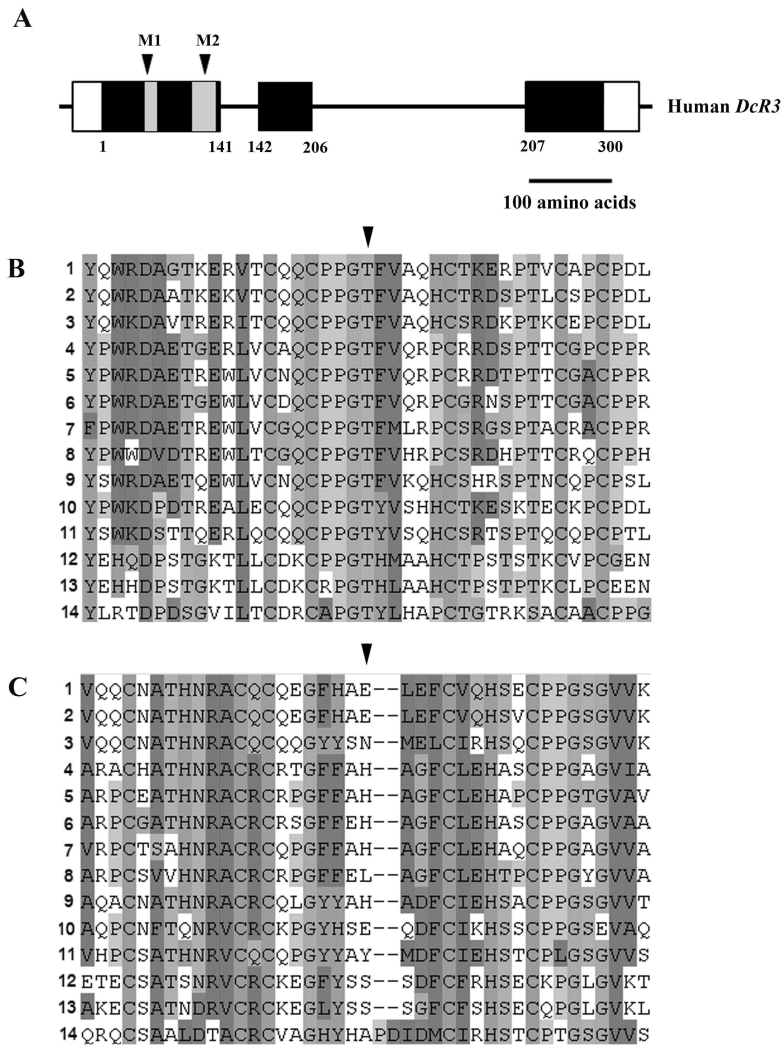 A
M1 M2
Human DcR3
1 141 142 206 207 300
100 amino acids
B
1 YQWRDAGTKERVTCQQCPPGTFVAQHCTKERPTVCAPCPDL
2 YQWRDAATKEKVTCQQCPPGTFVAQHCTRDSPTLCSPCPDL
3 YQWKDAVTRERITCQQCPPGTFVAQHCSRDKPTKCEPCPDL
4 YPWRDAETGERLVCAQCPPGTFVQRPCRRDSPTTCGPCPPR
5 YPWRDAETREWLVCNQCPPGTFVQRPCRRDTPTTCGACPPR
6 YPWRDAETGEWLVCDQCPPGTFVQRPCGRNSPTTCGPCPPR
7 FPWRDAETREWLVCGQCPPGTFMLRPCSRGSPTACRACPPR
8 YPWWDVDTREWLTCGQCPPGTFVHRPCSRDHPTTCRQCPPH
9 YSWRDAETQEWLVCNQCPPGTFVKQHCSHRSPTNCQPCPSL
10 YPWKDPDTREALECQQCPPGTYVSHHCTKESKTECKPCPDL
11 YSWKDSTTQERLQCQQCPPGTYVSQHCSRTSPTQCQPCPTL
12 YEHQDPSTGKTLLCDKCPPGTHMAAHCTPSTSTKCVPCGEN
13 YEHHDPSTGKTLLCDKCRPGTHLAAHCTPSTPTKCLPCEEN
14 YLRTDPDSGVILTCDRCAPGTYLHAPCTGTRKSACAACPPG
C
1 VQQCNATHNRACQCQEGFHAE--LEFCVQHSECPPGSGVVK
2 VQQCNATHNRACQCQEGFHAE--LEFCVQHSVCPPGSGVVK
3 VQQCNATHNRACQCQQGYYSN--MELCIRHSQCPPGSGVVK
4 ARACHATHNRACRCRTGFFAH--AGFCLEHASCPPGAGVIA
5 ARPCEATHNRACRCRPGFFAH--AGFCLEHAPCPPGTGVAV
6 ARPCGATHNRACRCRSGFFEH--AGFCLEHASCPPGAGVAA
7 VRPCTSAHNRACRCQPGFFAH--AGFCLEHAQCPPGAGVVA
8 ARPCSVVHNRACRCRPGFFEL--AGFCLEHTPCPPGYGVVA
9 AQACNATHNRACRCQLGYYAH--ADFCIEHSACPPGSGVVT
10 AQPCNFTQNRVCRCKPGYHSE--QDFCIKHSSCPPGSEVAQ
11 VHPCSATHNRVCQCQPGYYAY--MDFCIEHSTCPLGSGVVS
12 ETECSATSNRVCRCKEGFYSS--SDFCFRHSECKPGLGVKT
13 AKECSATNDRVCRCKEGLYSS--SGFCFSHSECQPGLGVKL
14 QRQCSAALDTACRCVAGHYHAPDIDMCIRHSTCPTGSGVVS